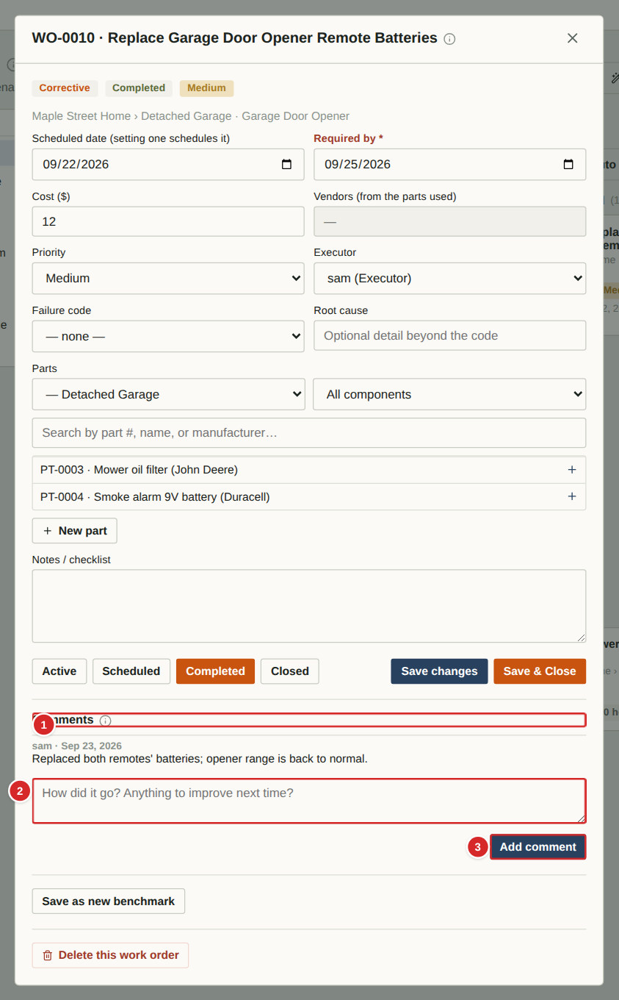 WO-0010 · Replace Garage Door Opener Remote Batteries
Corrective Completed Medium
Maple Street Home › Detached Garage · Garage Door Opener
Scheduled date (setting one schedules it) Required by *
09/22/2026 09/25/2026
Cost ($) Vendors (from the parts used)
12 —
Priority Executor
Medium sam (Executor)
Failure code Root cause
— none — Optional detail beyond the code
Parts
— Detached Garage All components
Search by part #, name, or manufacturer…
PT-0003 · Mower oil filter (John Deere) +
PT-0004 · Smoke alarm 9V battery (Duracell) +
+ New part
Notes / checklist
Active Scheduled Completed Closed Save changes Save & Close
1
sam · Sep 23, 2026
Replaced both remotes' batteries; opener range is back to normal.
2 How did it go? Anything to improve next time?
3 Add comment
Save as new benchmark
Delete this work order